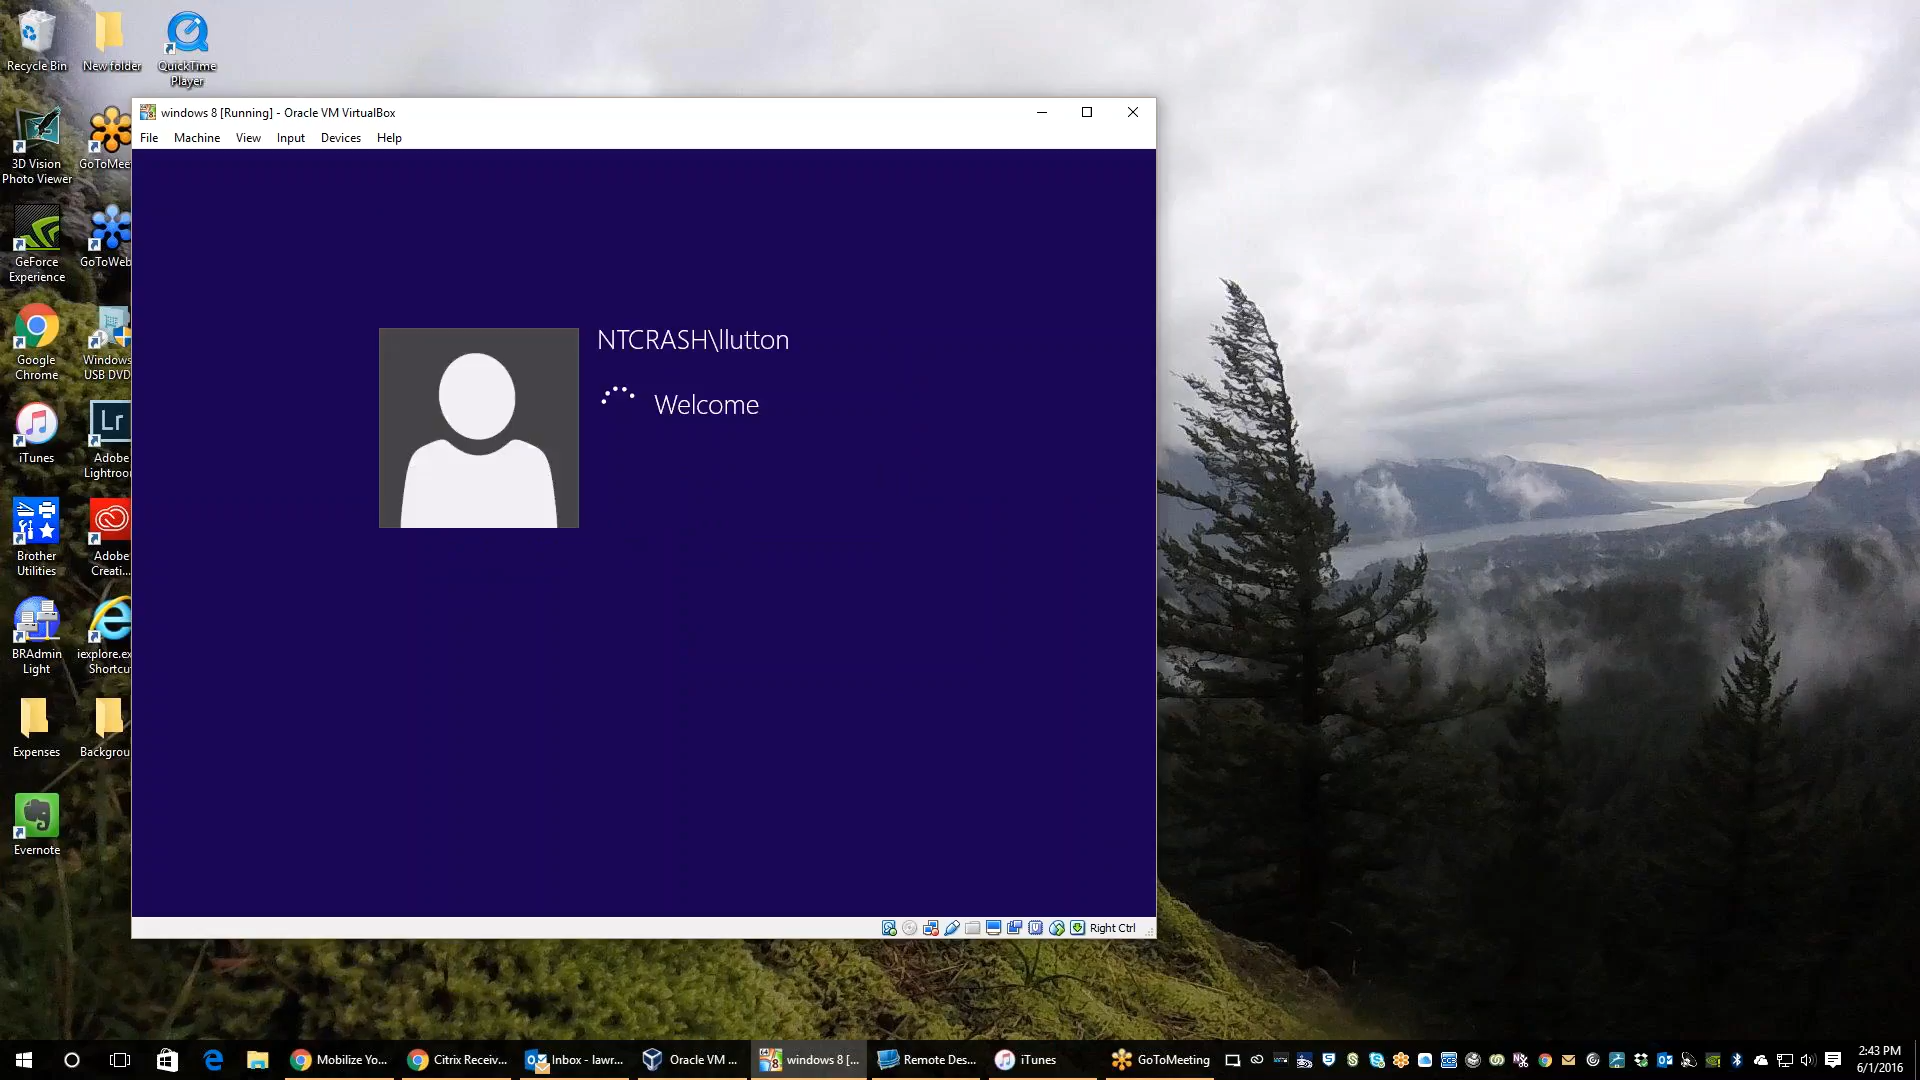 Recycle Bin
New folder
QuickTime
Player
windows 8 [Running] - Oracle VM VirtualBox
File Machine View Input Devices Help
3D Vision
Photo Viewer
GoToMee
GeForce
Experience
GoToWeb
Google
Chrome
Windows
USB DVD
iTunes
Lr
Adobe
Lightroom
Brother
Utilities
Adobe
Creati...
BRAdmin
Light
iexplore.ex
Shortcu
Expenses
Backgrou
Evernote
NTCRASH\llutton
Welcome
Right Ctrl
Mobilize Yo...
Citrix Receiv...
Inbox - lawr...
Oracle VM ...
windows 8 [...
Remote Des...
iTunes
GoToMeeting
2:43 PM
6/1/2016